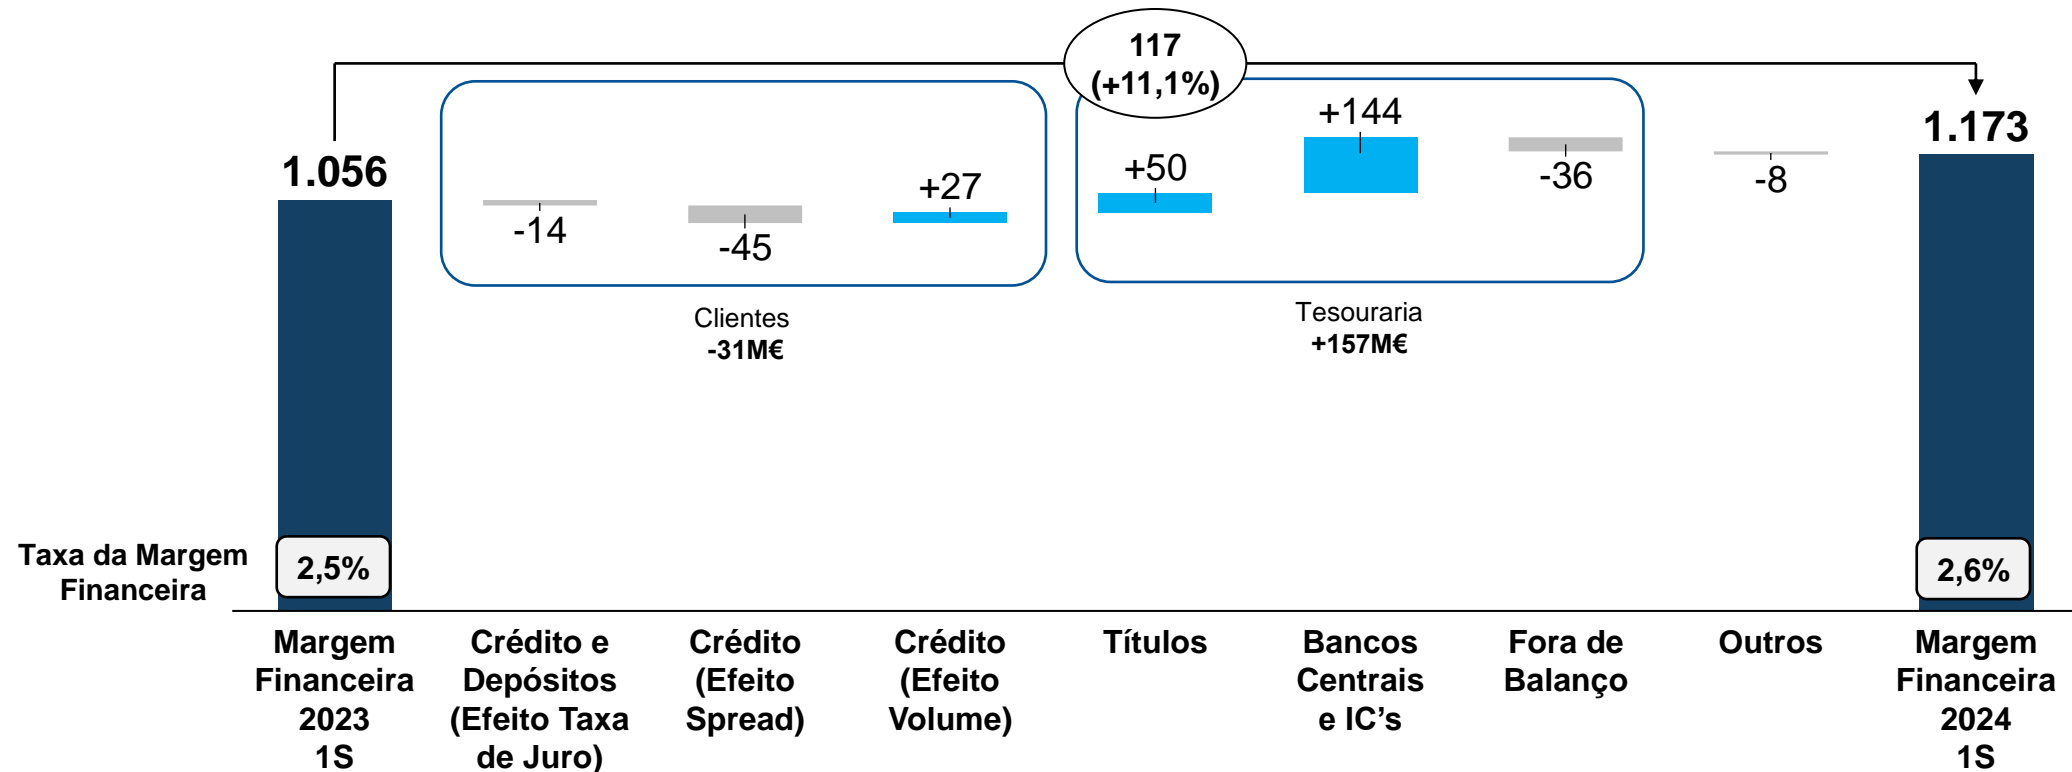 117
(+11,1%)
1.056
-14
-45
+27
+50
+144
-36
-8
1.173
Clientes
-31M€
Tesouraria
+157M€
Taxa da Margem
Financeira
2,5%
2,6%
Margem
Financeira
2023
1S
Crédito e
Depósitos
(Efeito Taxa
de Juro)
Crédito
(Efeito
Spread)
Crédito
(Efeito
Volume)
Títulos
Bancos
Centrais
e IC’s
Fora de
Balanço
Outros
Margem
Financeira
2024
1S